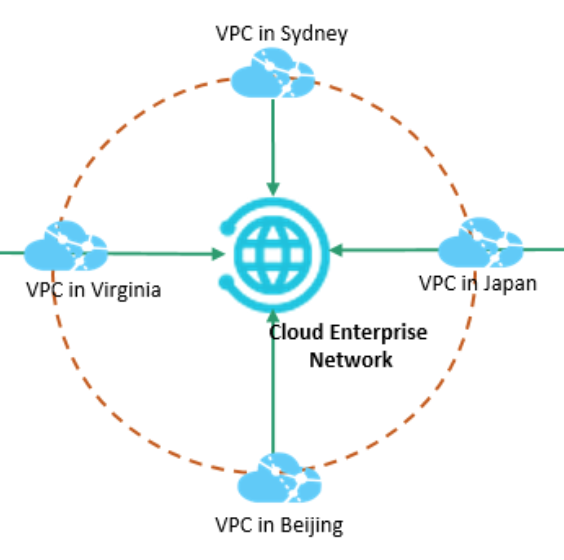 VPC in Sydney
VPC in Virginia
VPC in Japan
Cloud Enterprise
Network
VPC in Beijing